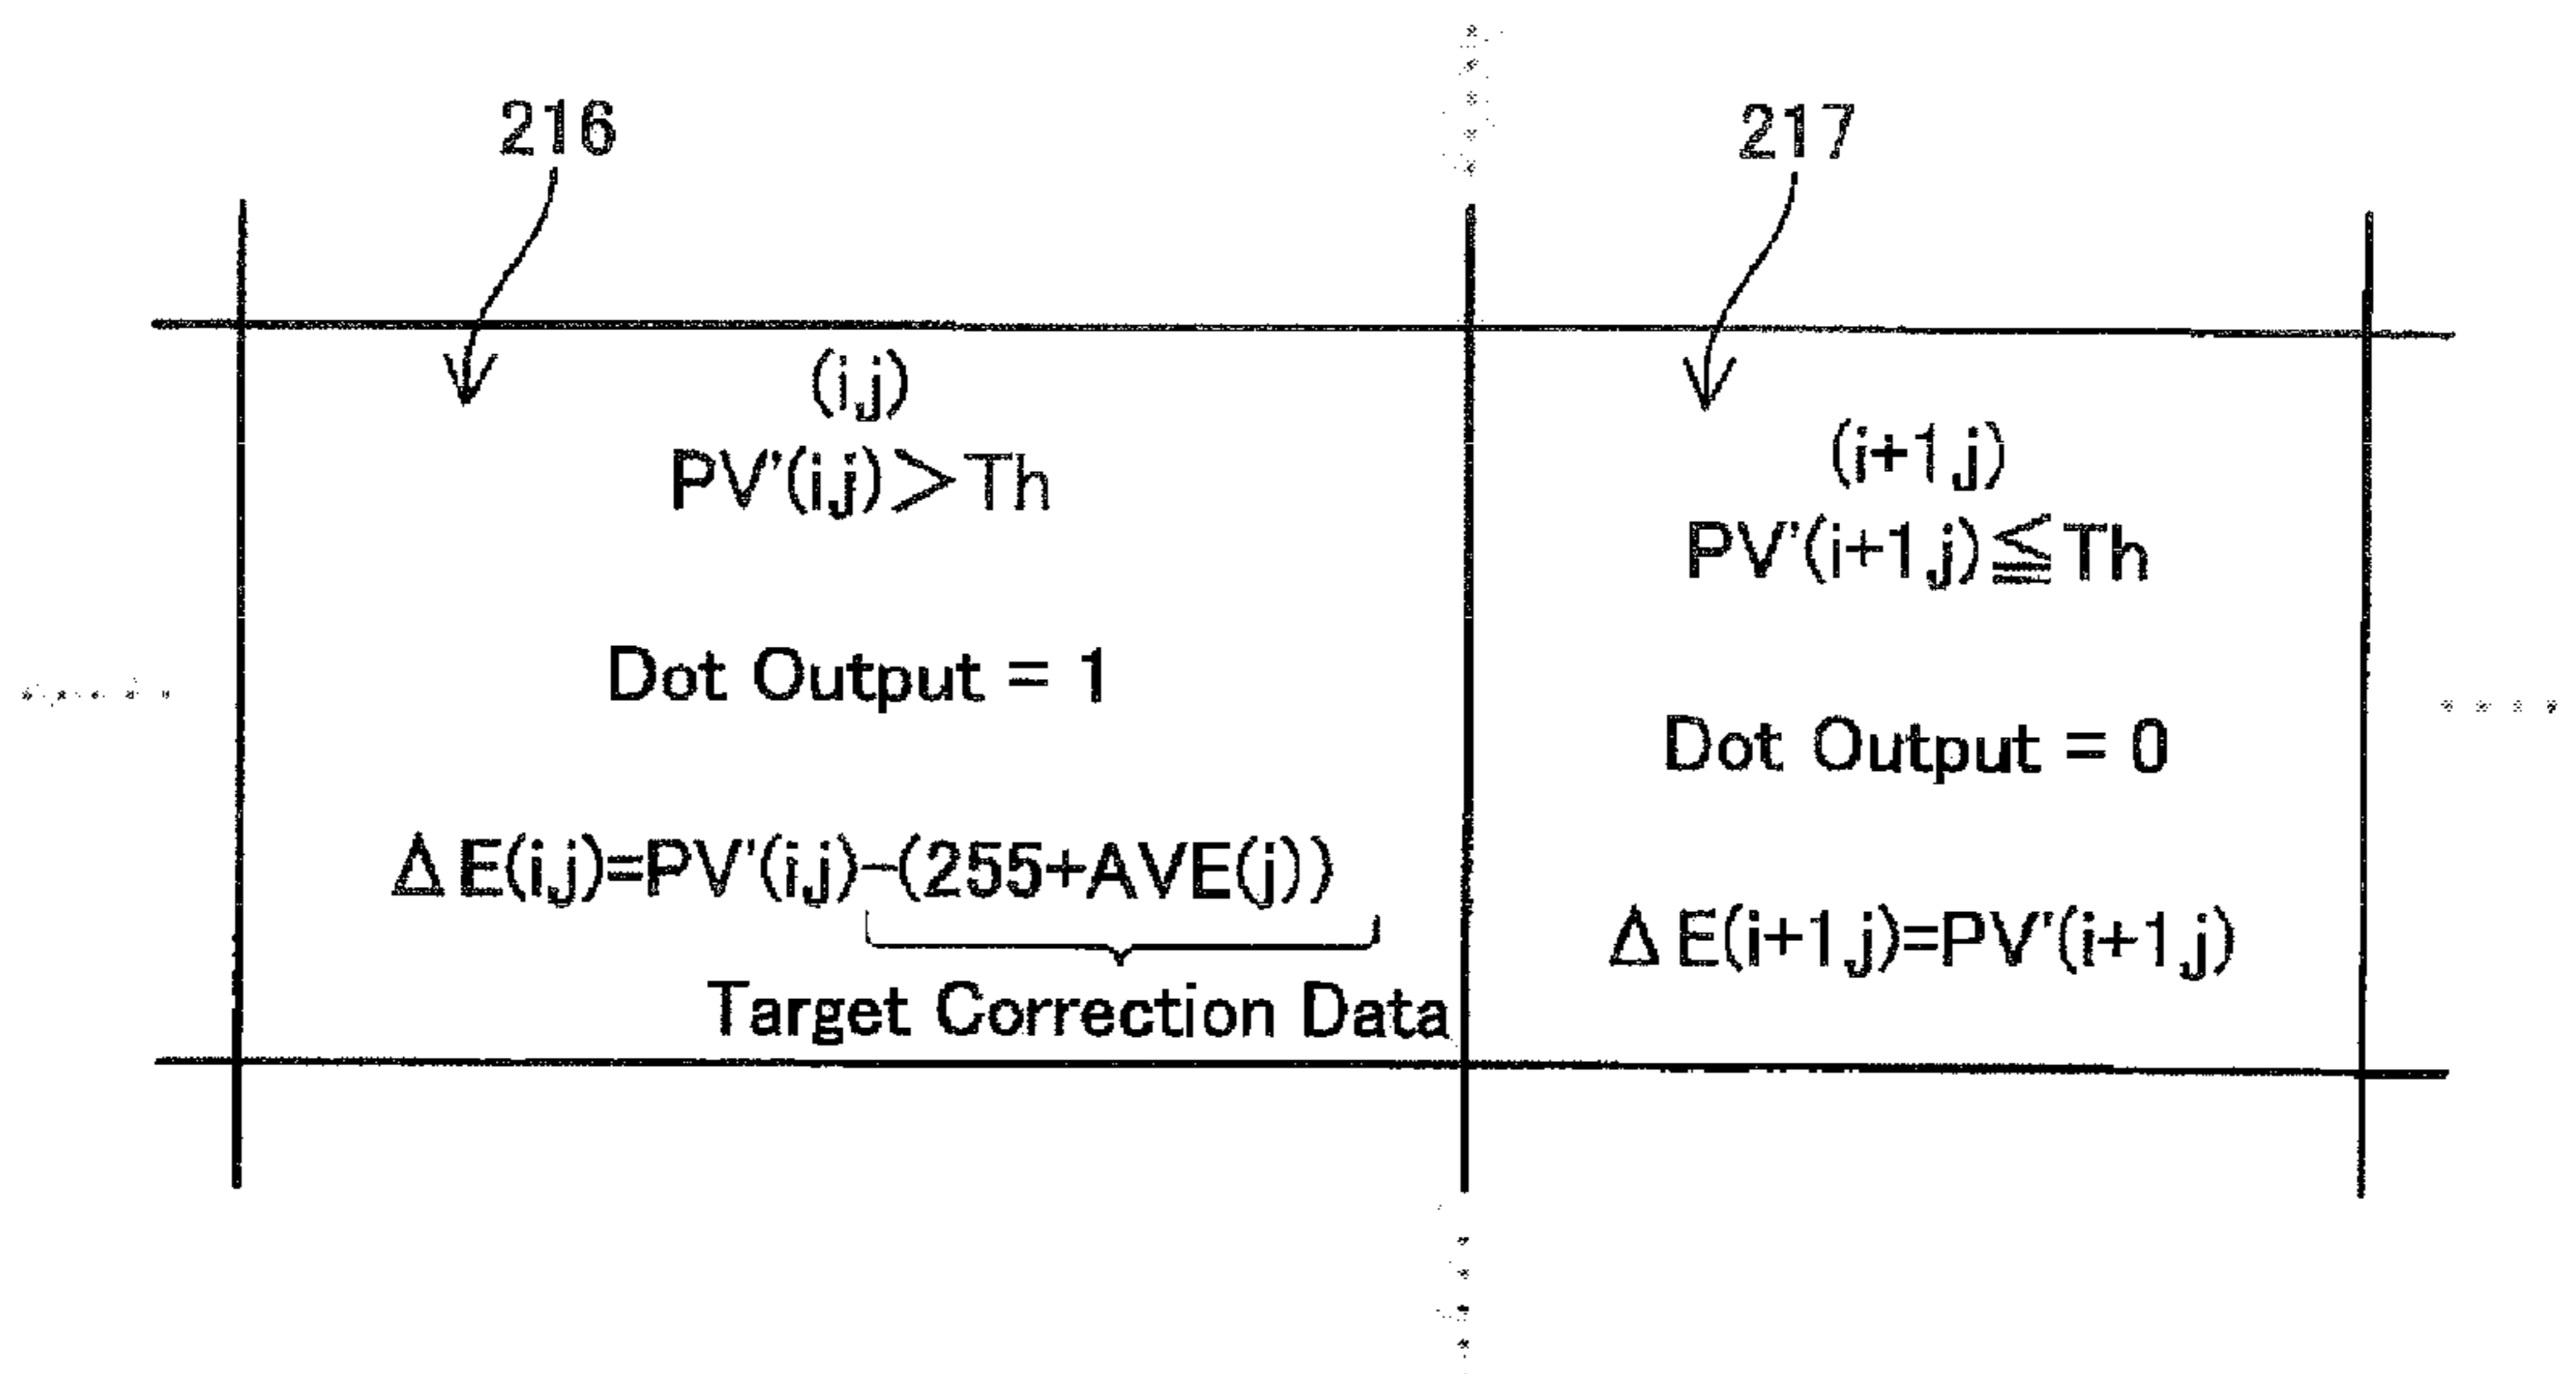 216
217
(i,j)
PV'(i,j)>Th
Dot Output = 1
ΔE(i,j)=PV'(i,j)-(255+AVE(j))
Target Correction Data
(i+1,j)
PV'(i+1,j)≦Th
Dot Output = 0
ΔE(i+1,j)=PV'(i+1,j)